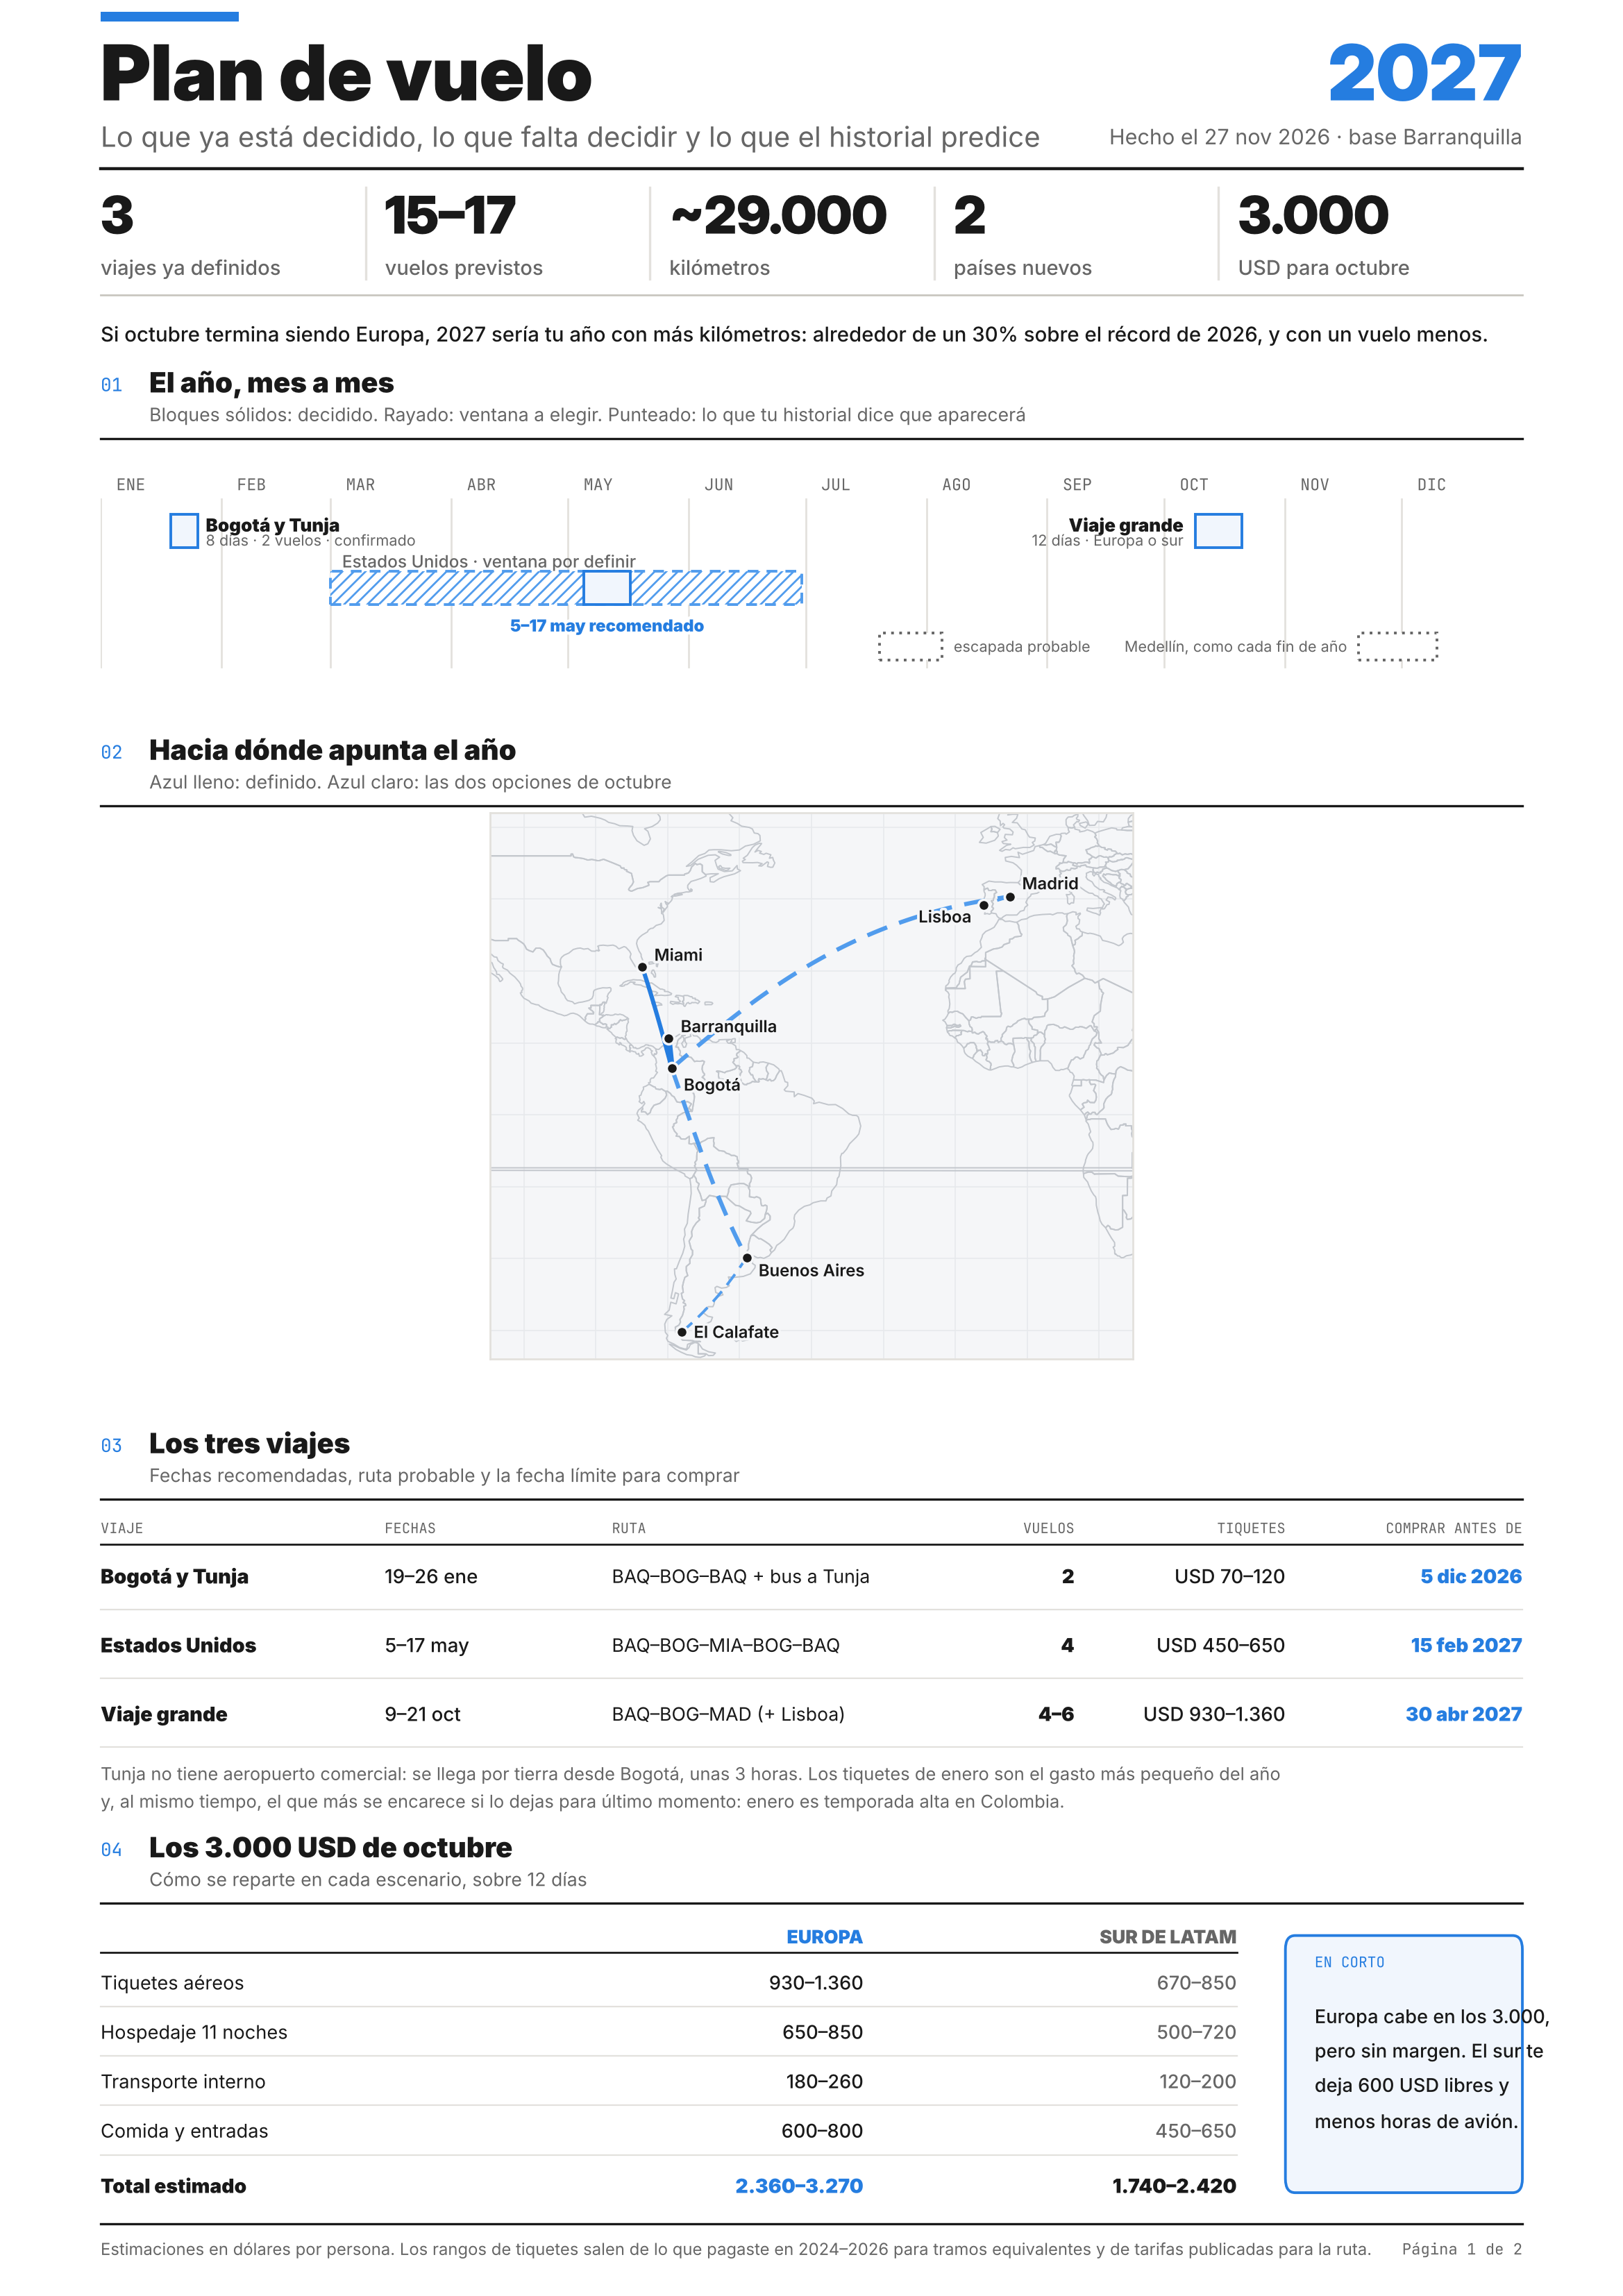 Plan de vuelo
2027
Lo que ya está decidido, lo que falta decidir y lo que el historial predice
Hecho el 27 nov 2026 · base Barranquilla
3
viajes ya definidos
15–17
vuelos previstos
~29.000
kilómetros
2
países nuevos
3.000
USD para octubre
Si octubre termina siendo Europa, 2027 sería tu año con más kilómetros: alrededor de un 30% sobre el récord de 2026, y con un vuelo menos.
01 El año, mes a mes
Bloques sólidos: decidido. Rayado: ventana a elegir. Punteado: lo que tu historial dice que aparecerá
ENE FEB MAR ABR MAY JUN JUL AGO SEP OCT NOV DIC
Bogotá y Tunja
8 días · 2 vuelos · confirmado
Viaje grande
12 días · Europa o sur
Estados Unidos · ventana por definir
5–17 may recomendado
escapada probable
Medellín, como cada fin de año
02 Hacia dónde apunta el año
Azul lleno: definido. Azul claro: las dos opciones de octubre
Madrid
Lisboa
Miami
Barranquilla
Bogotá
Buenos Aires
El Calafate
03 Los tres viajes
Fechas recomendadas, ruta probable y la fecha límite para comprar
VIAJE FECHAS RUTA VUELOS TIQUETES COMPRAR ANTES DE
Bogotá y Tunja 19–26 ene BAQ–BOG–BAQ + bus a Tunja 2 USD 70–120 5 dic 2026
Estados Unidos 5–17 may BAQ–BOG–MIA–BOG–BAQ 4 USD 450–650 15 feb 2027
Viaje grande 9–21 oct BAQ–BOG–MAD (+ Lisboa) 4–6 USD 930–1.360 30 abr 2027
Tunja no tiene aeropuerto comercial: se llega por tierra desde Bogotá, unas 3 horas. Los tiquetes de enero son el gasto más pequeño del año
y, al mismo tiempo, el que más se encarece si lo dejas para último momento: enero es temporada alta en Colombia.
04 Los 3.000 USD de octubre
Cómo se reparte en cada escenario, sobre 12 días
EUROPA SUR DE LATAM
Tiquetes aéreos 930–1.360 670–850
Hospedaje 11 noches 650–850 500–720
Transporte interno 180–260 120–200
Comida y entradas 600–800 450–650
Total estimado 2.360–3.270 1.740–2.420
EN CORTO
Europa cabe en los 3.000,
pero sin margen. El sur te
deja 600 USD libres y
menos horas de avión.
Estimaciones en dólares por persona. Los rangos de tiquetes salen de lo que pagaste en 2024–2026 para tramos equivalentes y de tarifas publicadas para la ruta.
Página 1 de 2